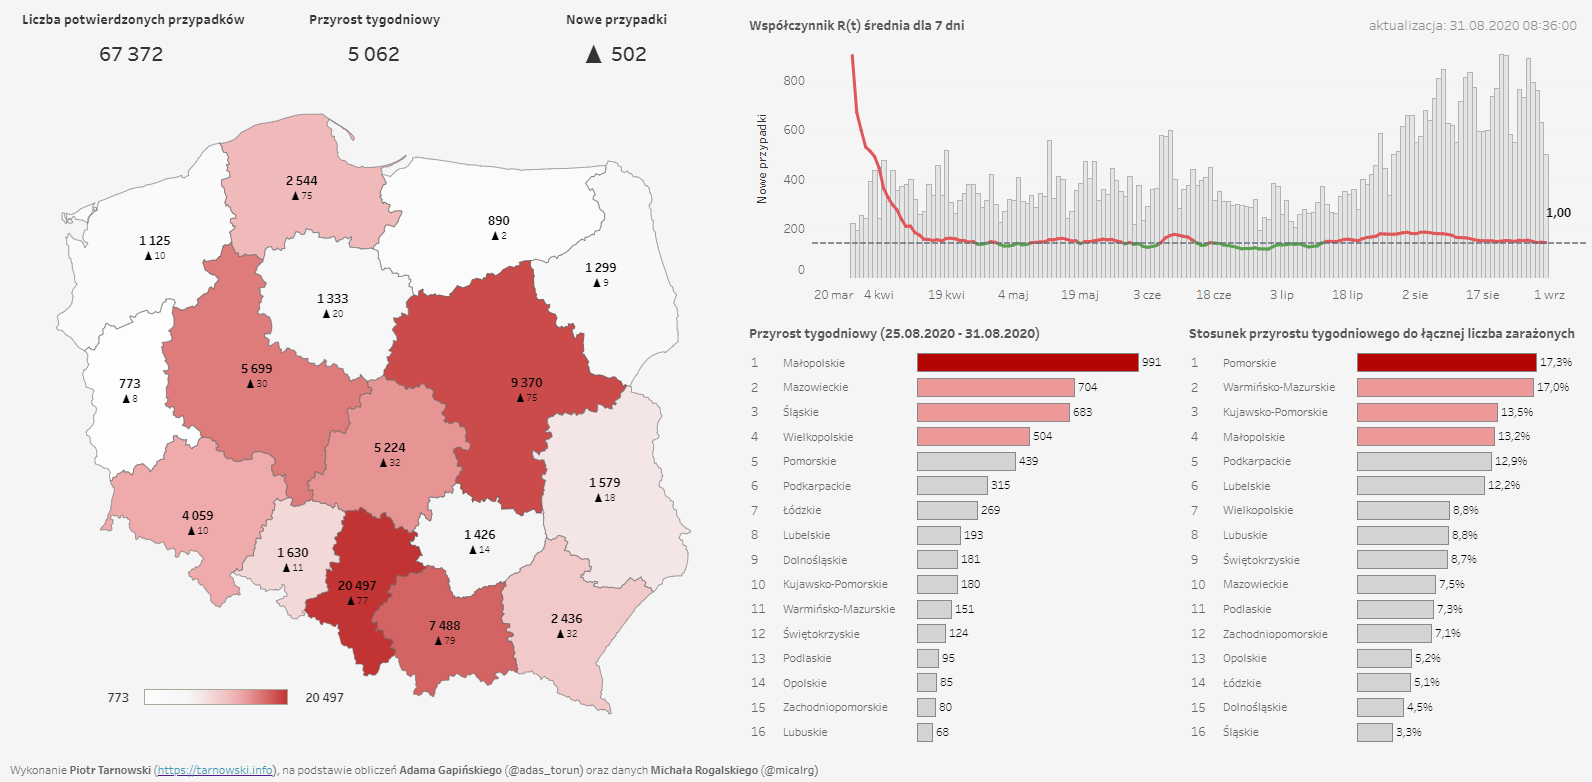 Liczba potwierdzonych przypadków
67 372
Przyrost tygodniowy
5 062
Nowe przypadki
▲ 502
2 544
▲75
1 125
▲10
890
▲2
1 299
▲9
1 333
▲20
773
▲8
5 699
▲30
9 370
▲75
5 224
▲32
1 579
▲18
4 059
▲10
1 630
▲11
1 426
▲14
20 497
▲77
7 488
▲79
2 436
▲32
773 20 497
Współczynnik R(t) średnia dla 7 dni
aktualizacja: 31.08.2020 08:36:00
Nowe przypadki
800
600
400
200
0
1,00
20 mar 4 kwi 19 kwi 4 maj 19 maj 3 cze 18 cze 3 lip 18 lip 2 sie 17 sie 1 wrz
Przyrost tygodniowy (25.08.2020 - 31.08.2020)
1 Małopolskie 991
2 Mazowieckie 704
3 Śląskie 683
4 Wielkopolskie 504
5 Pomorskie 439
6 Podkarpackie 315
7 Łódzkie 269
8 Lubelskie 193
9 Dolnośląskie 181
10 Kujawsko-Pomorskie 180
11 Warmińsko-Mazurskie 151
12 Świętokrzyskie 124
13 Podlaskie 95
14 Opolskie 85
15 Zachodniopomorskie 80
16 Lubuskie 68
Stosunek przyrostu tygodniowego do łącznej liczba zarażonych
1 Pomorskie 17,3%
2 Warmińsko-Mazurskie 17,0%
3 Kujawsko-Pomorskie 13,5%
4 Małopolskie 13,2%
5 Podkarpackie 12,9%
6 Lubelskie 12,2%
7 Wielkopolskie 8,8%
8 Lubuskie 8,8%
9 Świętokrzyskie 8,7%
10 Mazowieckie 7,5%
11 Podlaskie 7,3%
12 Zachodniopomorskie 7,1%
13 Opolskie 5,2%
14 Łódzkie 5,1%
15 Dolnośląskie 4,5%
16 Śląskie 3,3%
Wykonanie Piotr Tarnowski (https://tarnowski.info), na podstawie obliczeń Adama Gapińskiego (@adas_torun) oraz danych Michała Rogalskiego (@micalrg)